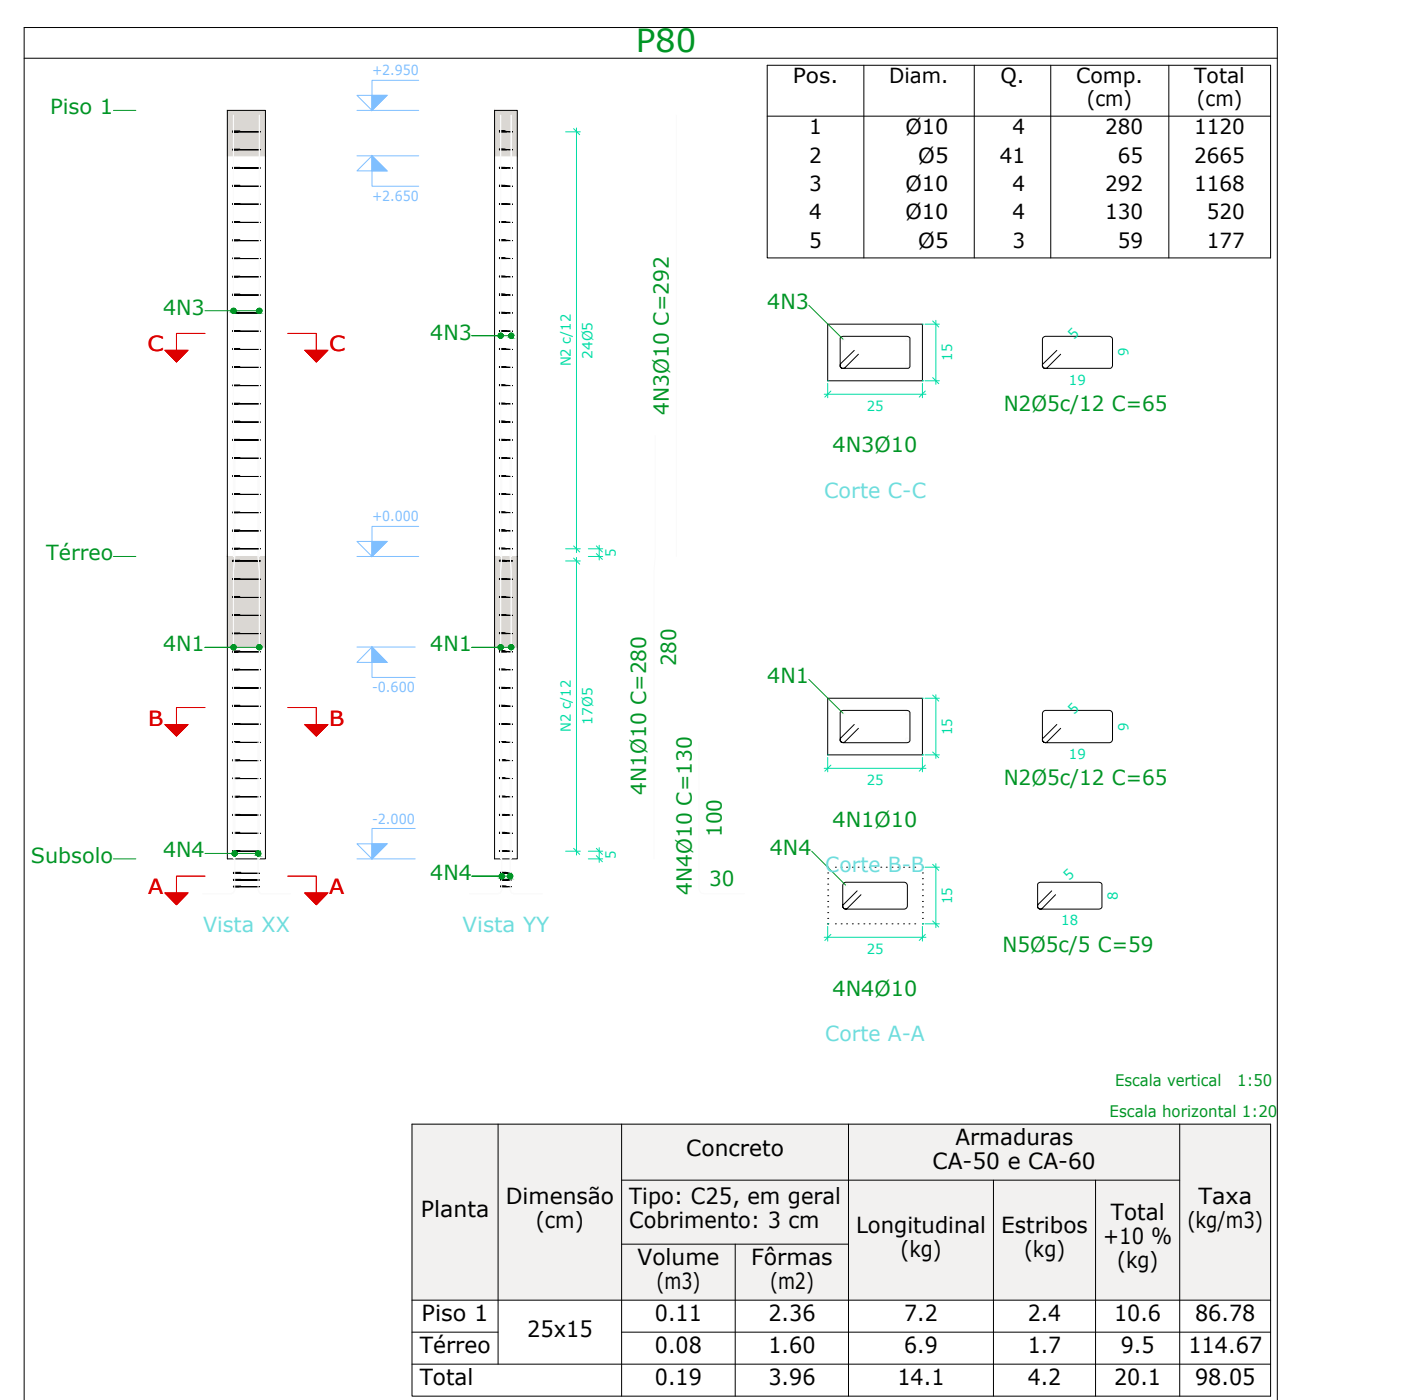 P80
Pos. Diam. Q. Comp. (cm) Total (cm)
1 Ø10 4 280 1120
2 Ø5 41 65 2665
3 Ø10 4 292 1168
4 Ø10 4 130 520
5 Ø5 3 59 177
Piso 1
+2.950
+2.650
4N3
C
C
4N3
N2 c/12
24Ø5
4N3Ø10 C=292
Térreo
+0.000
5
4N1
4N1
-0.600
B
B
N2 c/12
17Ø5
4N1Ø10 C=280
280
-2.000
Subsolo
4N4
5
4N4
A
A
4N4Ø10 C=130
100
30
Vista XX
Vista YY
4N3
15
25
4N3Ø10
Corte C-C
5
9
19
N2Ø5c/12 C=65
4N1
15
25
4N1Ø10
Corte B-B
5
9
19
N2Ø5c/12 C=65
4N4
15
25
4N4Ø10
Corte A-A
5
8
18
N5Ø5c/5 C=59
Escala vertical 1:50
Escala horizontal 1:20
Planta
Dimensão
(cm)
Concreto
Tipo: C25, em geral
Cobrimento: 3 cm
Volume
(m3)
Fôrmas
(m2)
Armaduras
CA-50 e CA-60
Longitudinal
(kg)
Estribos
(kg)
Total
+10 %
(kg)
Taxa
(kg/m3)
Piso 1 25x15 0.11 2.36 7.2 2.4 10.6 86.78
Térreo 0.08 1.60 6.9 1.7 9.5 114.67
Total 0.19 3.96 14.1 4.2 20.1 98.05